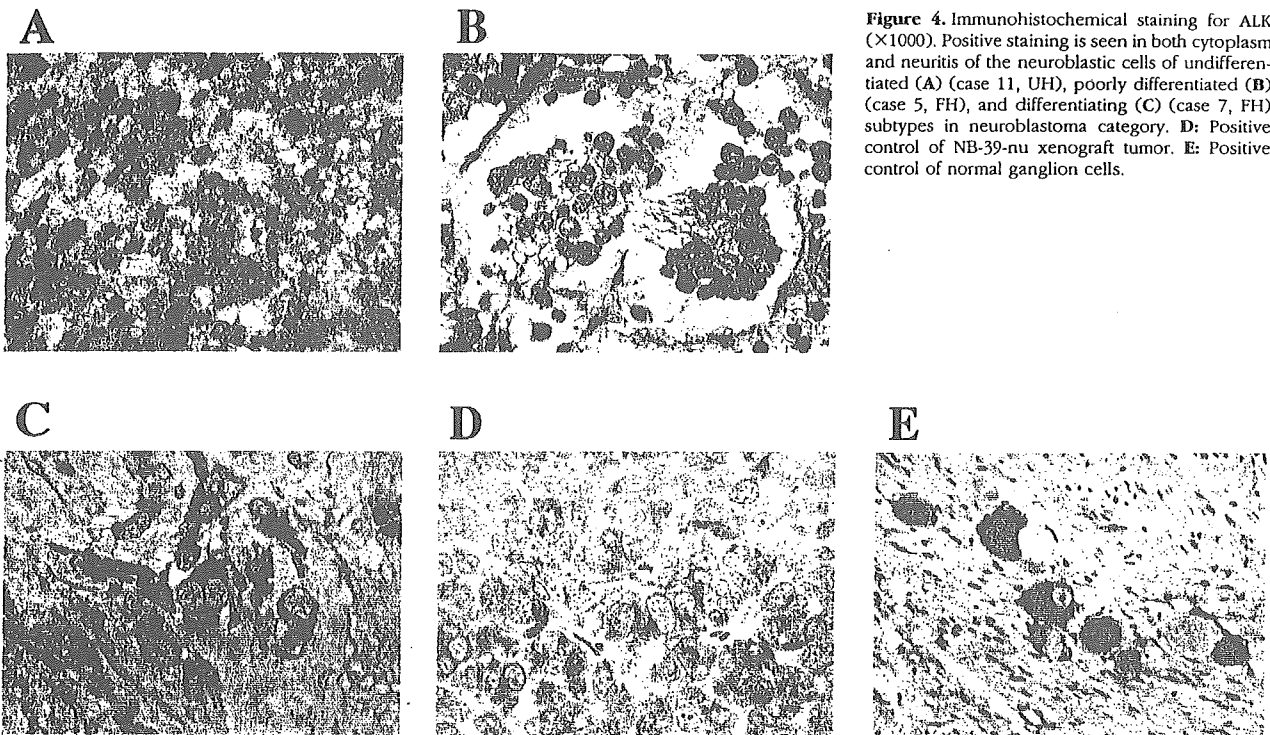 A
B
Figure 4. Immunohistochemical staining for ALK
(×1000). Positive staining is seen in both cytoplasm
and neuritis of the neuroblastic cells of undifferen-
tiated (A) (case 11, UH), poorly differentiated (B)
(case 5, FH), and differentiating (C) (case 7, FH)
subtypes in neuroblastoma category. D: Positive
control of NB-39-nu xenograft tumor. E: Positive
control of normal ganglion cells.
C
D
E